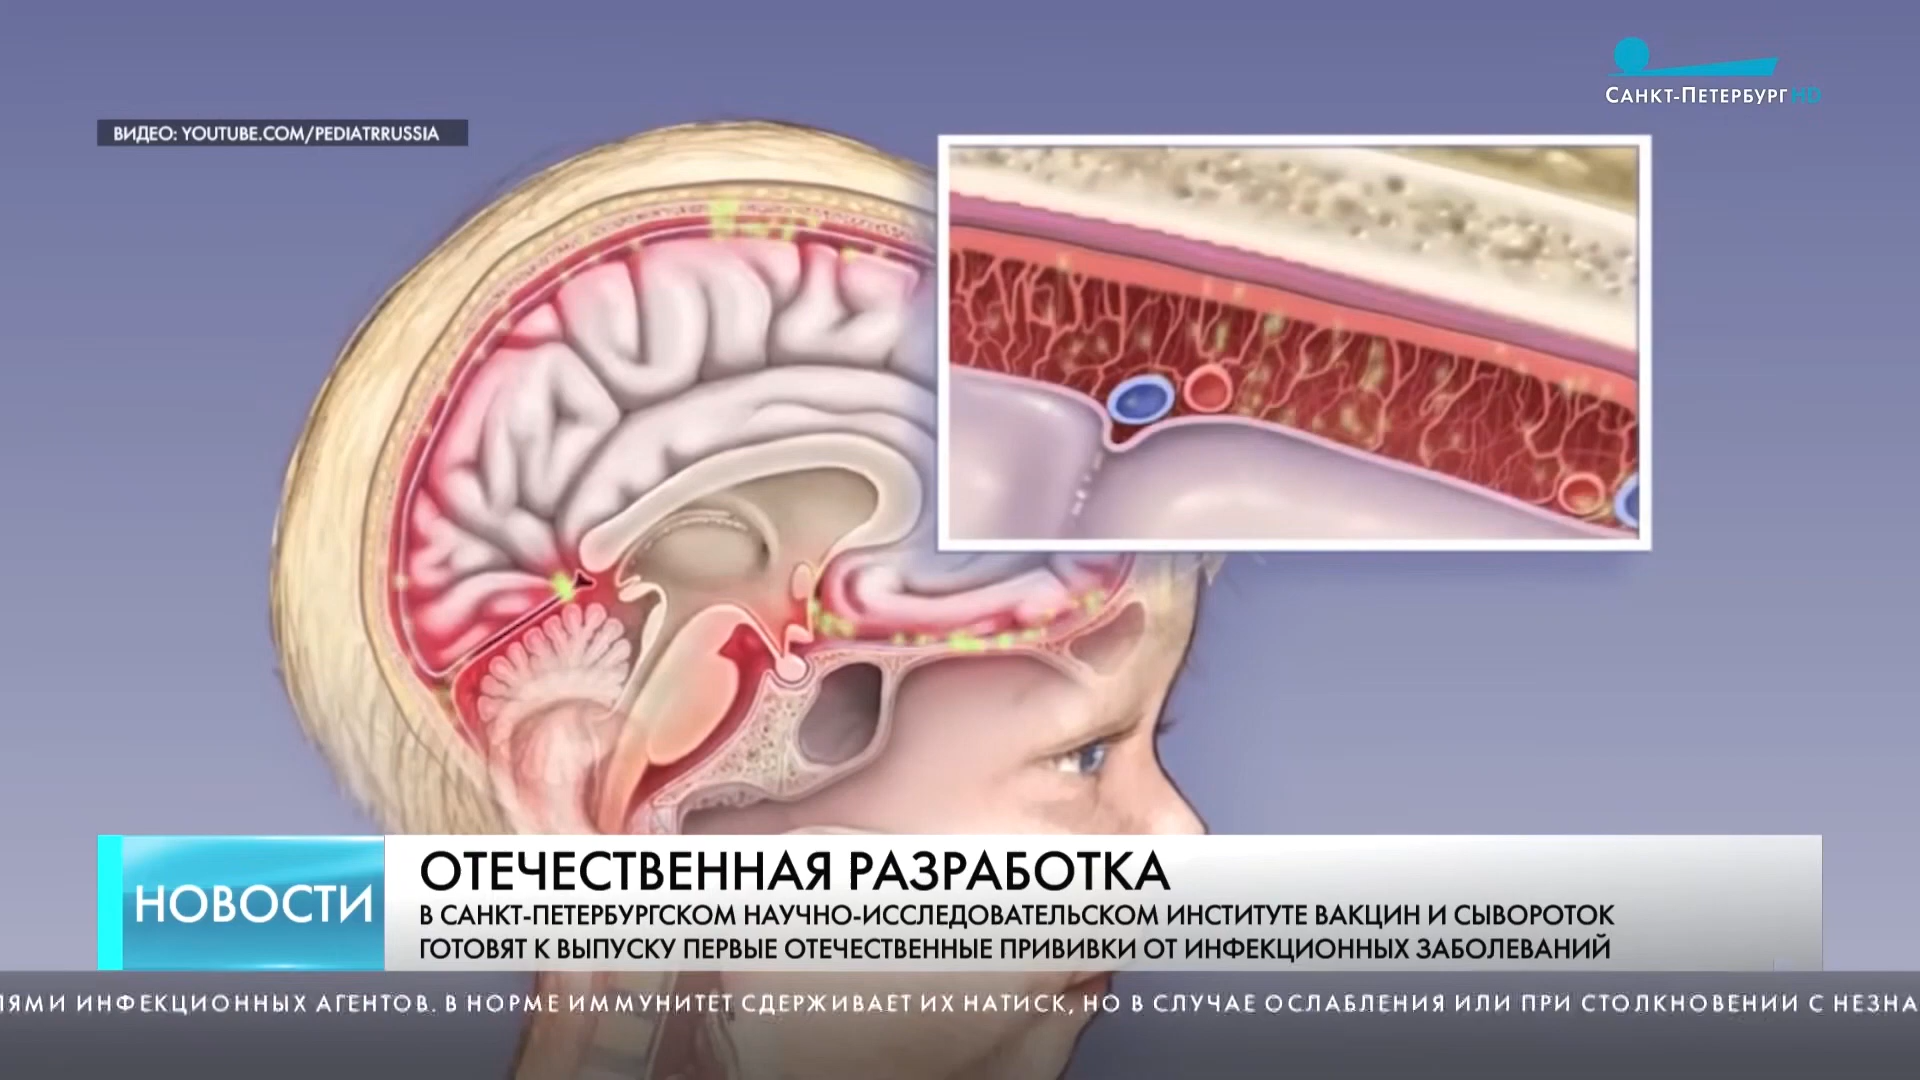 САНКТ-ПЕТЕРБУРГ HD
ВИДЕО: YOUTUBE.COM/PEDIATRRUSSIA
НОВОСТИ
ОТЕЧЕСТВЕННАЯ РАЗРАБОТКА
В САНКТ-ПЕТЕРБУРГСКОМ НАУЧНО-ИССЛЕДОВАТЕЛЬСКОМ ИНСТИТУТЕ ВАКЦИН И СЫВОРОТОК
ГОТОВЯТ К ВЫПУСКУ ПЕРВЫЕ ОТЕЧЕСТВЕННЫЕ ПРИВИВКИ ОТ ИНФЕКЦИОННЫХ ЗАБОЛЕВАНИЙ
ЛЯМИ ИНФЕКЦИОННЫХ АГЕНТОВ. В НОРМЕ ИММУНИТЕТ СДЕРЖИВАЕТ ИХ НАТИСК, НО В СЛУЧАЕ ОСЛАБЛЕНИЯ ИЛИ ПРИ СТОЛКНОВЕНИИ С НЕЗНА